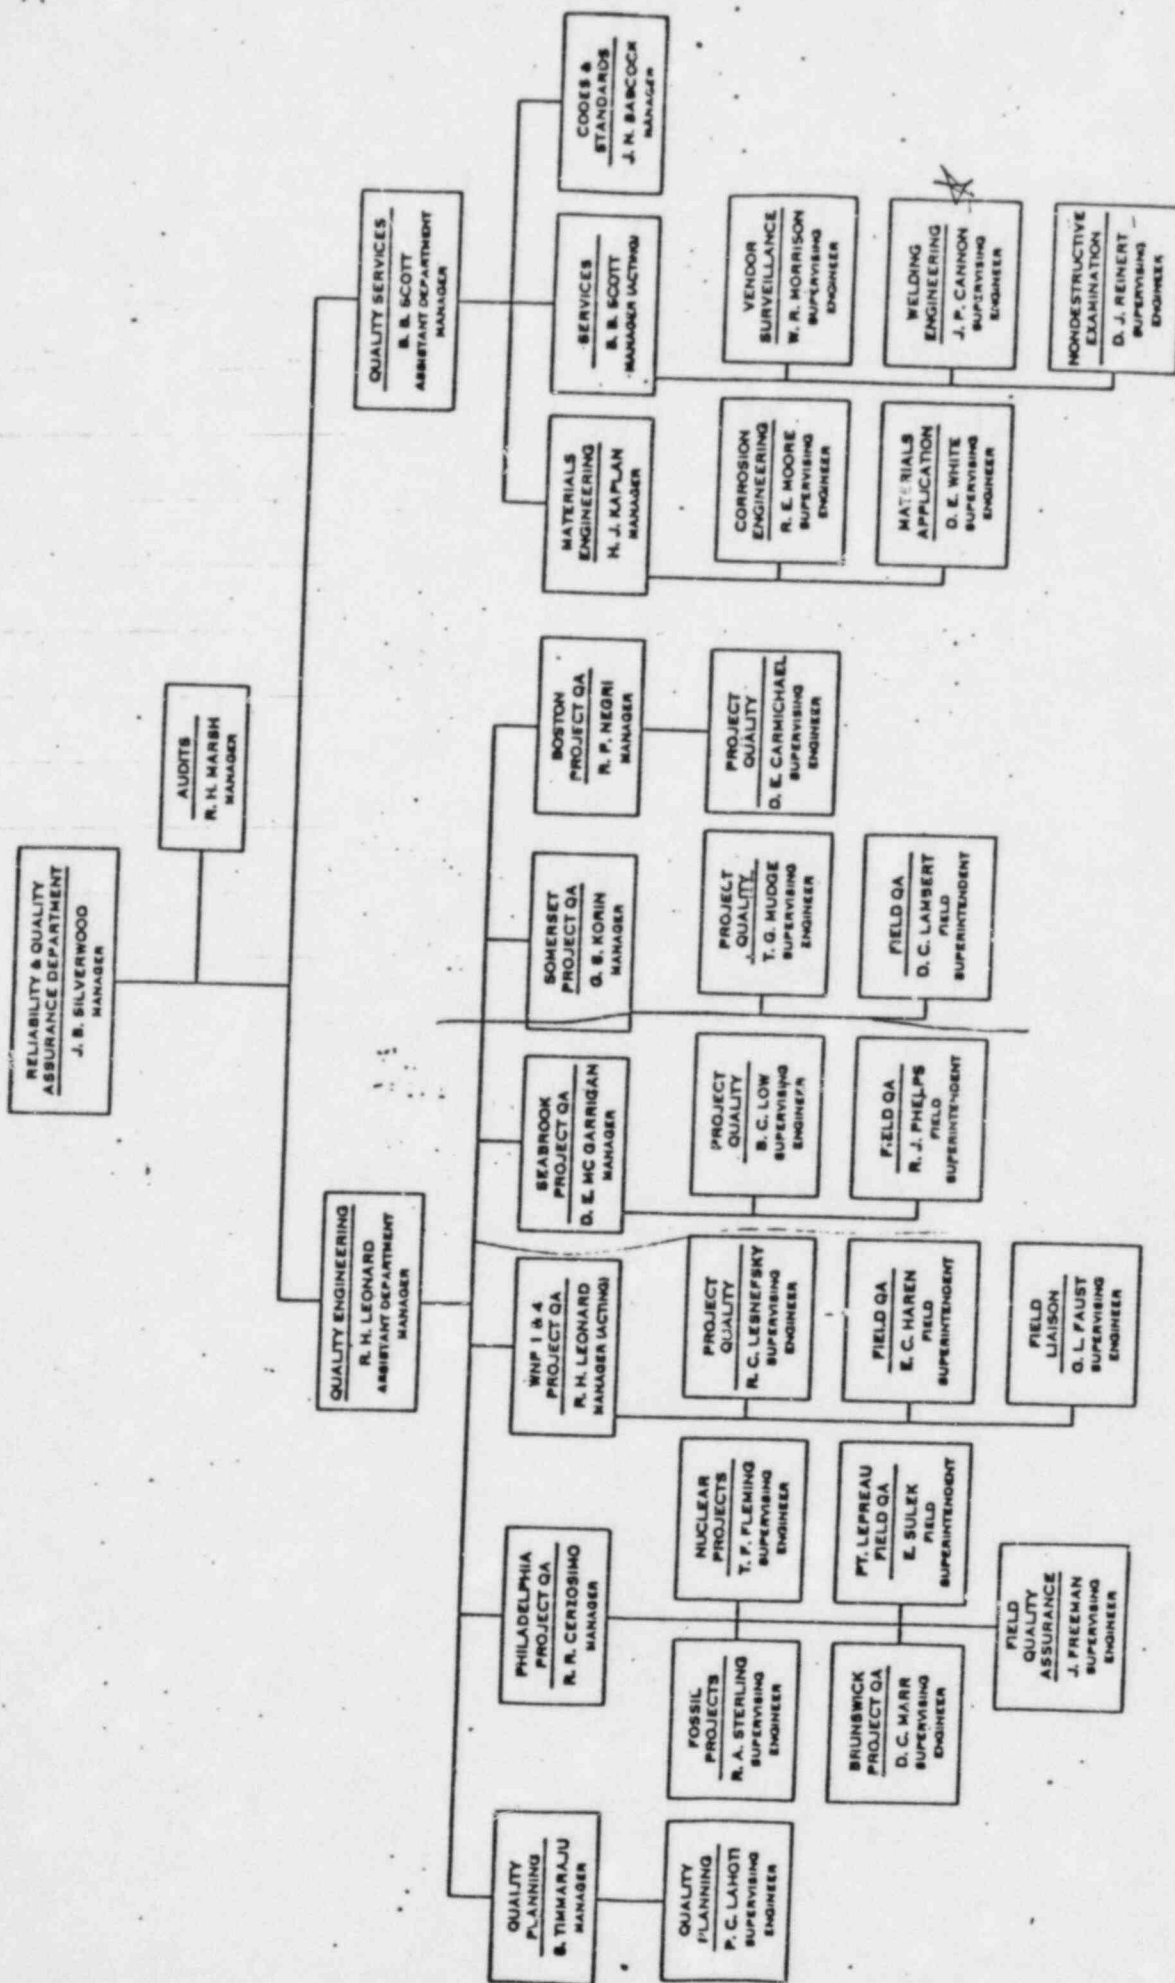 RELIABILITY & QUALITY
ASSURANCE DEPARTMENT
J. B. SILVERWOOD
MANAGER
AUDITS
R. H. MARSH
MANAGER
QUALITY ENGINEERING
R. H. LEONARD
ASSISTANT DEPARTMENT
MANAGER
QUALITY SERVICES
B. B. SCOTT
ASSISTANT DEPARTMENT
MANAGER
QUALITY
PLANNING
S. TIMMARAJU
MANAGER
PHILADELPHIA
PROJECT QA
R. R. CERZOSIMO
MANAGER
WNP 1 & 4
PROJECT QA
R. H. LEONARD
MANAGER (ACTING)
SEABROOK
PROJECT QA
D. E. MC GARRIGAN
MANAGER
SOMERSET
PROJECT QA
G. B. KORIN
MANAGER
BOSTON
PROJECT QA
R. P. NEGRI
MANAGER
MATERIALS
ENGINEERING
H. J. KAPLAN
MANAGER
SERVICES
B. B. SCOTT
MANAGER (ACTING)
CODES &
STANDARDS
J. N. BABCOCK
MANAGER
QUALITY
PLANNING
P. C. LAHOTI
SUPERVISING
ENGINEER
FOSSIL
PROJECTS
R. A. STERLING
SUPERVISING
ENGINEER
NUCLEAR
PROJECTS
T. F. FLEMING
SUPERVISING
ENGINEER
PROJECT
QUALITY
R. C. LESNEFSKY
SUPERVISING
ENGINEER
PROJECT
QUALITY
B. C. LOW
SUPERVISING
ENGINEER
PROJECT
QUALITY
T. G. MUDGE
SUPERVISING
ENGINEER
PROJECT
QUALITY
D. E. CARMICHAEL
SUPERVISING
ENGINEER
CORROSION
ENGINEERING
R. E. MOORE
SUPERVISING
ENGINEER
VENDOR
SURVEILLANCE
W. R. MORRISON
SUPERVISING
ENGINEER
BRUNSWICK
PROJECT QA
D. C. MARR
SUPERVISING
ENGINEER
PT. LEPREAU
FIELD QA
E. SULEK
FIELD
SUPERINTENDENT
FIELD QA
E. C. HAREN
FIELD
SUPERINTENDENT
FIELD QA
R. J. PHELPS
FIELD
SUPERINTENDENT
FIELD QA
D. C. LAMBERT
FIELD
SUPERINTENDENT
MATERIALS
APPLICATION
D. E. WHITE
SUPERVISING
ENGINEER
WELDING
ENGINEERING
J. P. CANNON
SUPERVISING
ENGINEER
FIELD
QUALITY
ASSURANCE
J. FREEMAN
SUPERVISING
ENGINEER
FIELD
LIAISON
G. L. FAUST
SUPERVISING
ENGINEER
NONDESTRUCTIVE
EXAMINATION
D. J. REINERT
SUPERVISING
ENGINEER